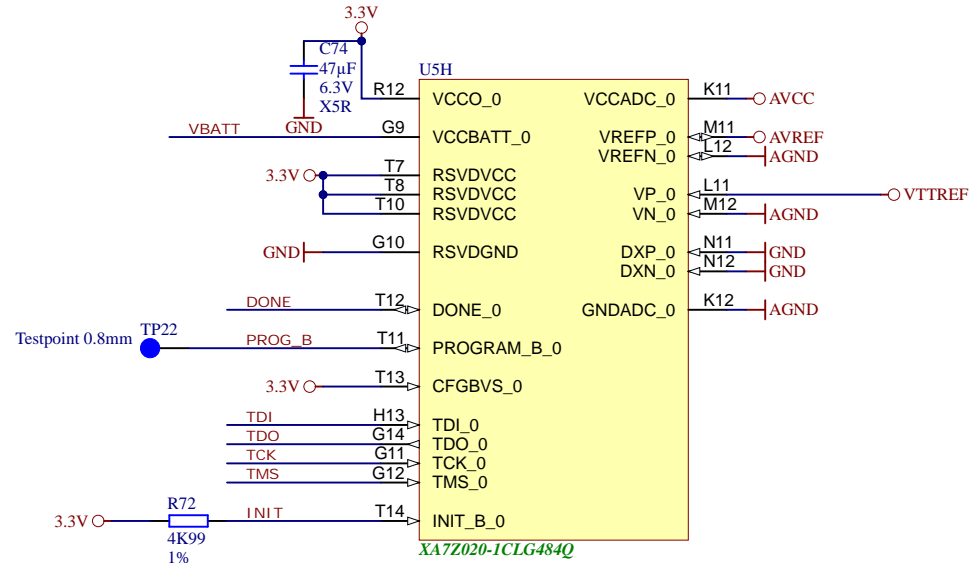 3.3V
C74
47µF
6.3V
X5R
GND
U5H
R12 VCCO_0 VCCADC_0 K11 AVCC
VBATT G9 VCCBATT_0 VREFP_0 M11 AVREF
VREFN_0 L12 AGND
3.3V T7 RSVDVCC
T8 RSVDVCC VP_0 L11 VTTREF
T10 RSVDVCC VN_0 M12 AGND
GND G10 RSVDGND DXP_0 N11 GND
DXN_0 N12 GND
DONE T12 DONE_0 GNDADC_0 K12 AGND
Testpoint 0.8mm TP22 PROG_B T11 PROGRAM_B_0
3.3V T13 CFGBVS_0
TDI H13 TDI_0
TDO G14 TDO_0
TCK G11 TCK_0
TMS G12 TMS_0
3.3V R72 INIT T14 INIT_B_0
4K99
1%
XA7Z020-1CLG484Q